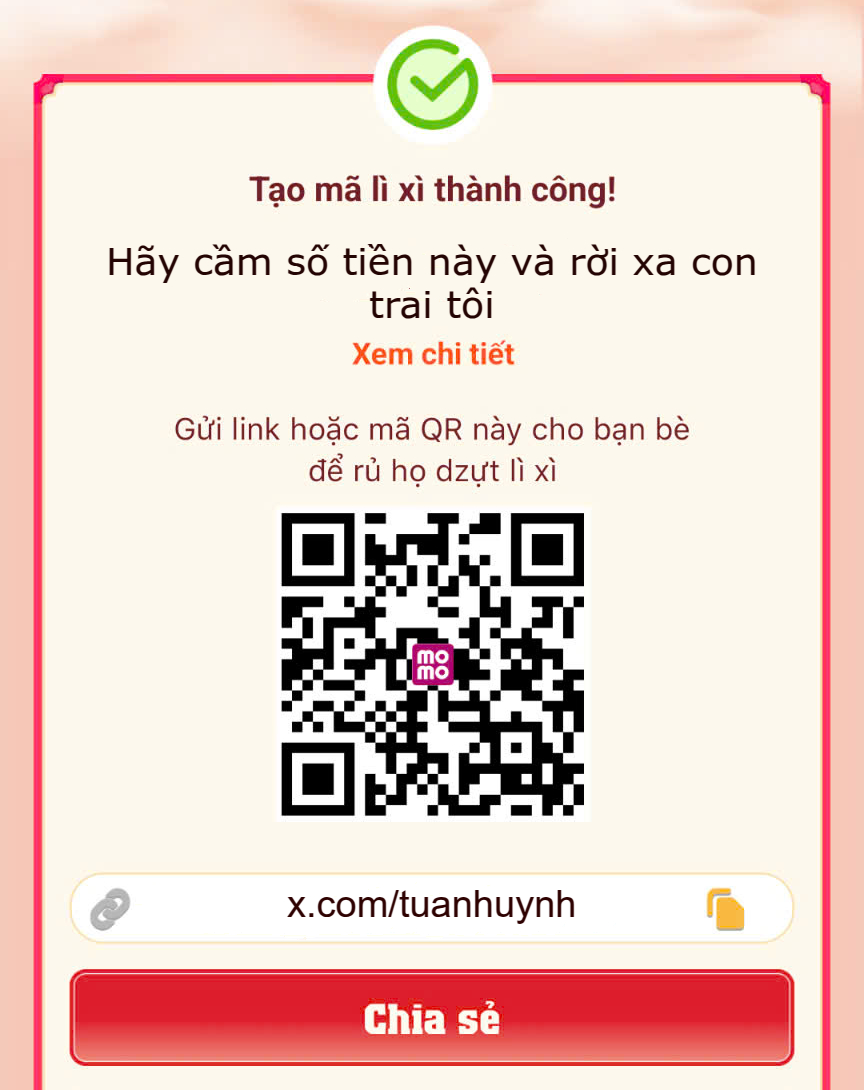 Tạo mã lì xì thành công!
Hãy cầm số tiền này và rời xa con
trai tôi
Xem chi tiết
Gửi link hoặc mã QR này cho bạn bè
để rủ họ dzựt lì xì
mo
mo
x.com/tuanhuynh
Chia sẻ